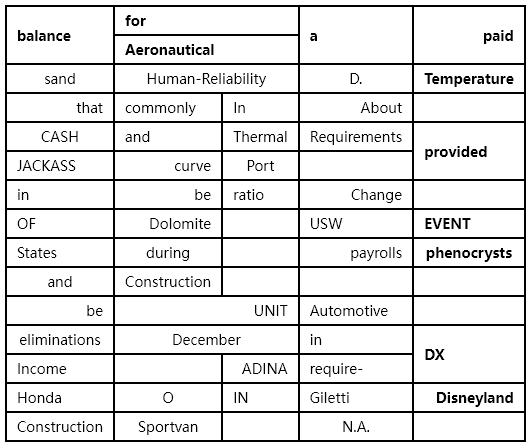 balance for a paid
Aeronautical
sand Human-Reliability D. Temperature
that commonly In About
CASH and Thermal Requirements provided
JACKASS curve Port
in be ratio Change
OF Dolomite USW EVENT
States during payrolls phenocrysts
and Construction
be UNIT Automotive
eliminations December in DX
Income ADINA require-
Honda O IN Giletti Disneyland
Construction Sportvan N.A.